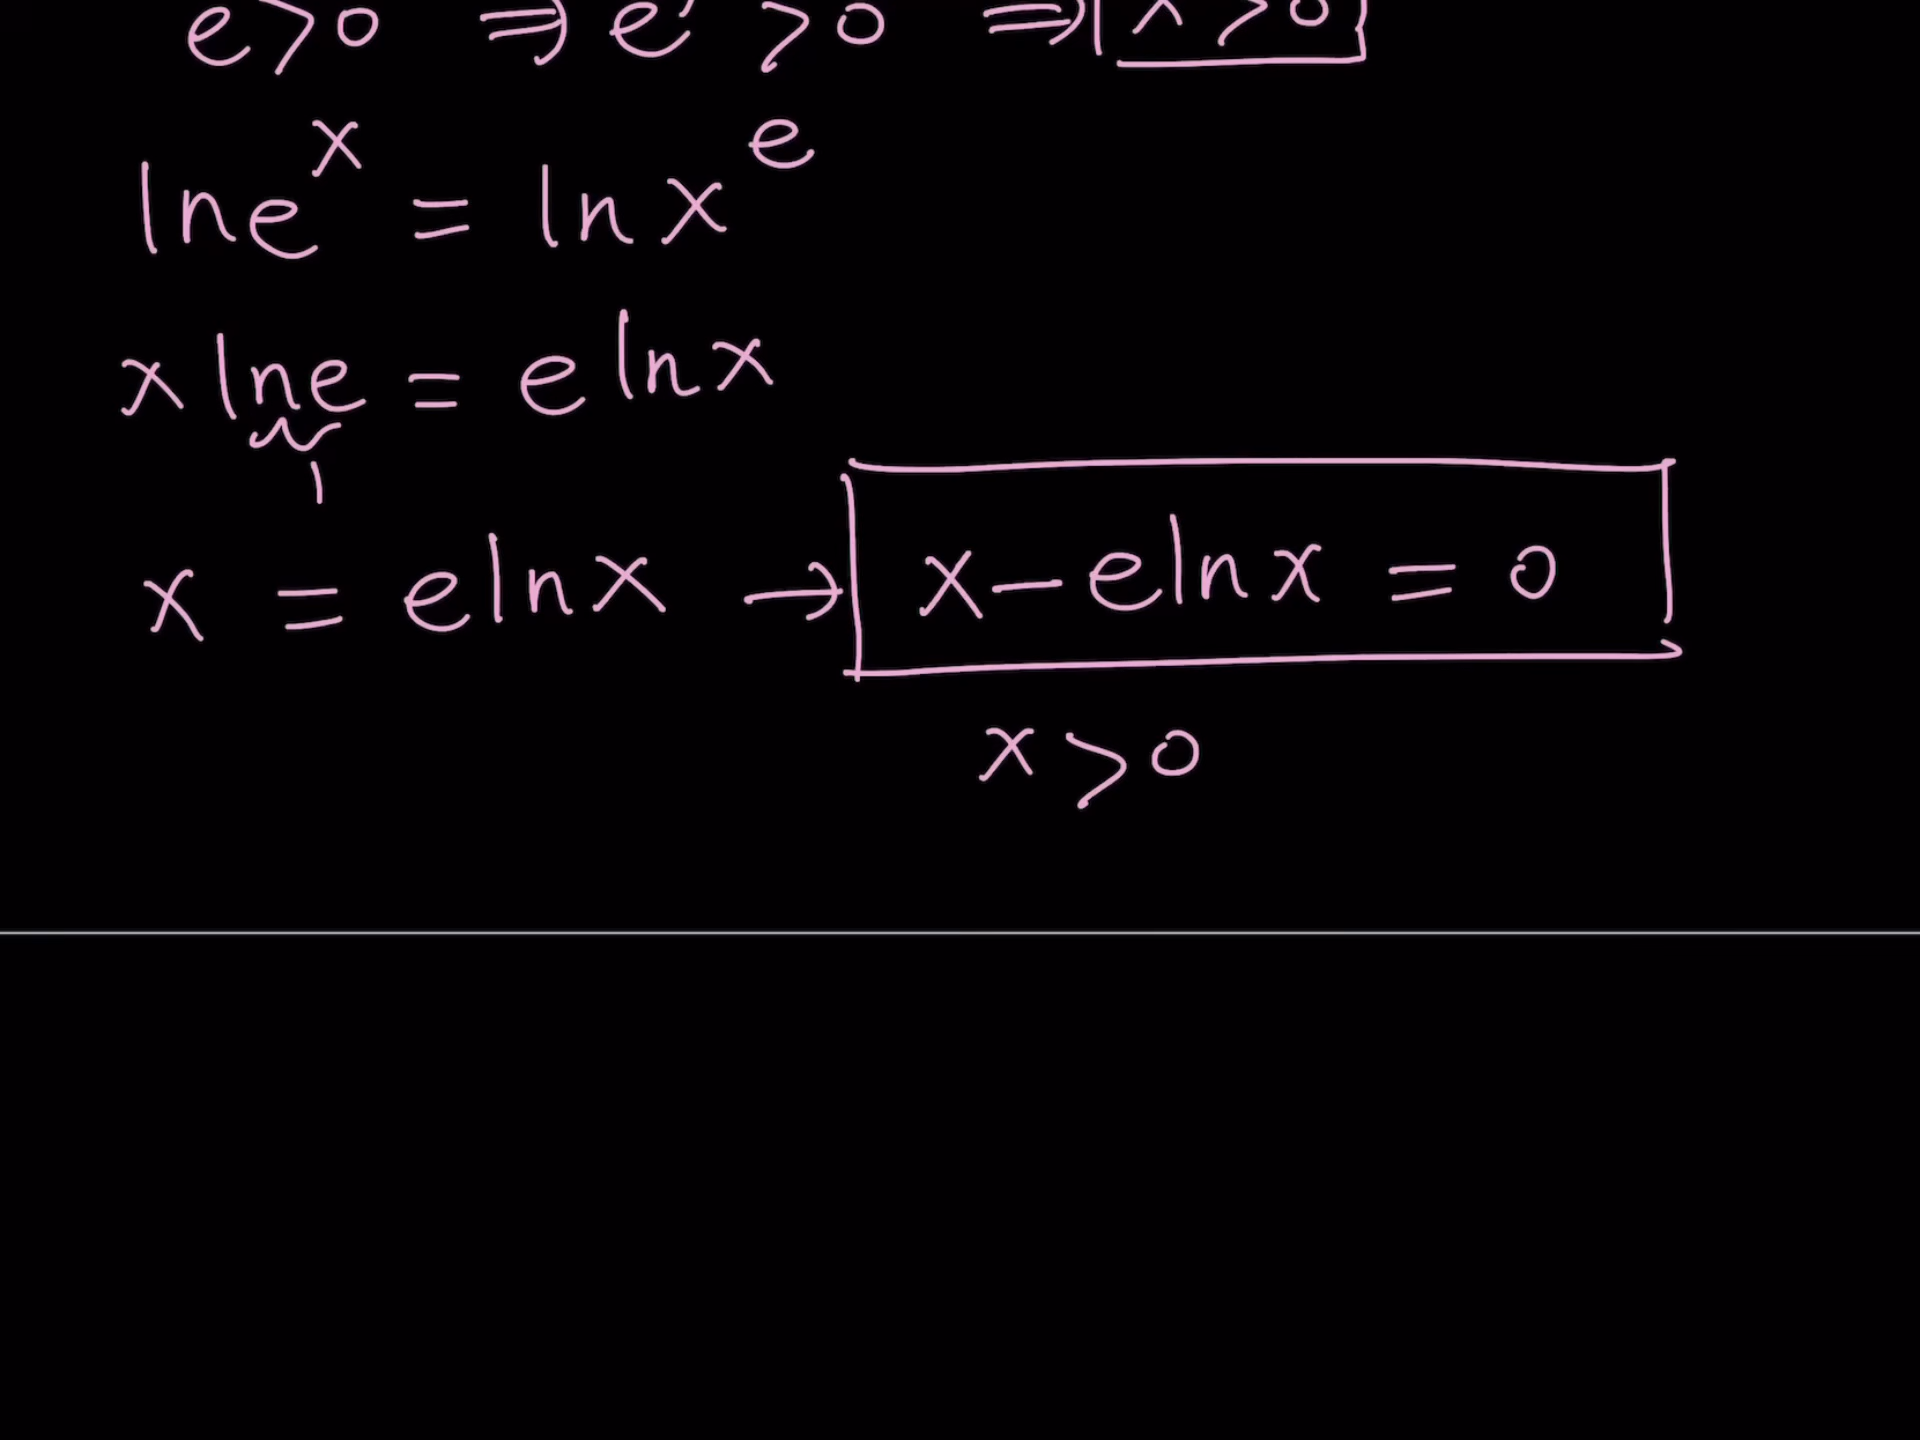 e>0 ⇒ e^x >0 ⇒ x>0
ln e^x = ln x^e
x ln e = e ln x
1
x = e ln x → x - e ln x = 0
x>0